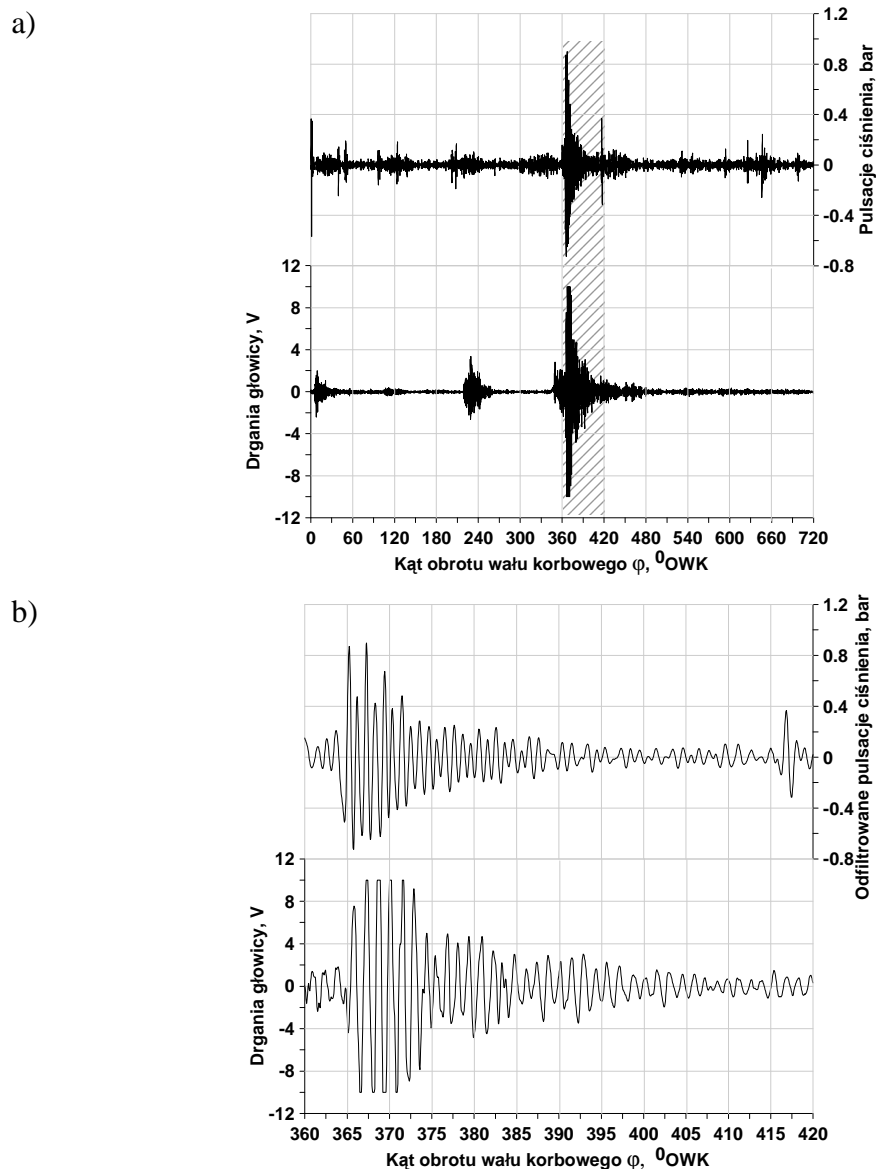 a)
1.2
0.8
0.4
0
-0.4
-0.8
Pulsacje ciśnienia, bar
12
8
4
0
-4
-8
-12
Drgania głowicy, V
0 60 120 180 240 300 360 420 480 540 600 660 720
Kąt obrotu wału korbowego φ, ⁰OWK
b)
1.2
0.8
0.4
0
-0.4
-0.8
Odfiltrowane pulsacje ciśnienia, bar
12
8
4
0
-4
-8
-12
Drgania głowicy, V
360 365 370 375 380 385 390 395 400 405 410 415 420
Kąt obrotu wału korbowego φ, ⁰OWK